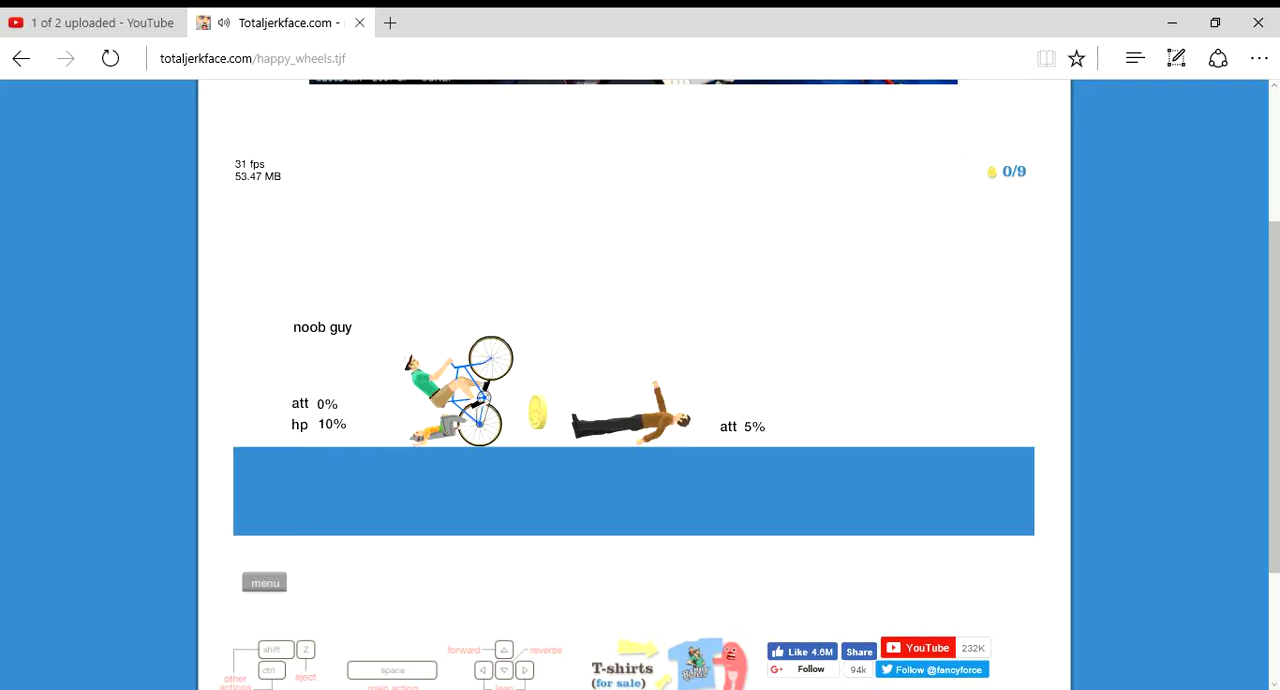 1 of 2 uploaded - YouTube
Totaljerkface.com -
totaljerkface.com/happy_wheels.tjf
31 fps
53.47 MB
0/9
noob guy
att 0%
hp 10%
att 5%
menu
shift Z
ctrl
other
actions
eject
space
main action
forward
reverse
lean
T-shirts
(for sale)
Like 4.6M
Share
YouTube 232K
G+ Follow 94k
Follow @fancyforce